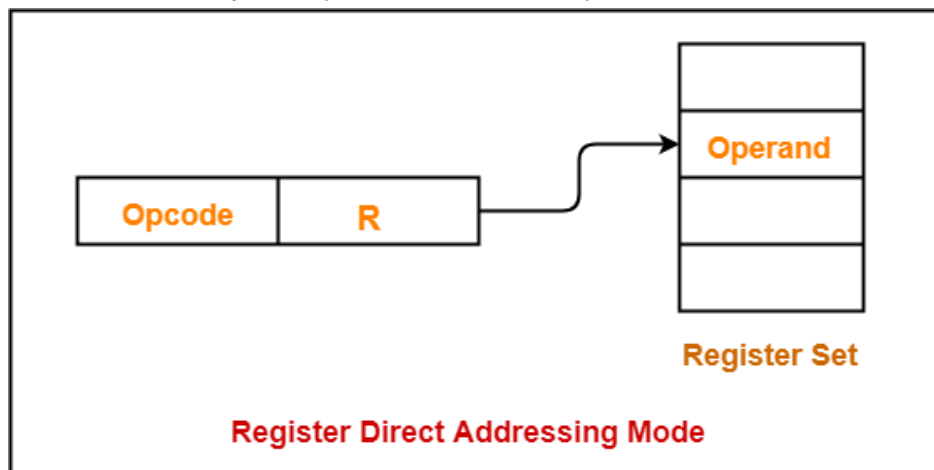 Operand
Opcode R
Register Set
Register Direct Addressing Mode